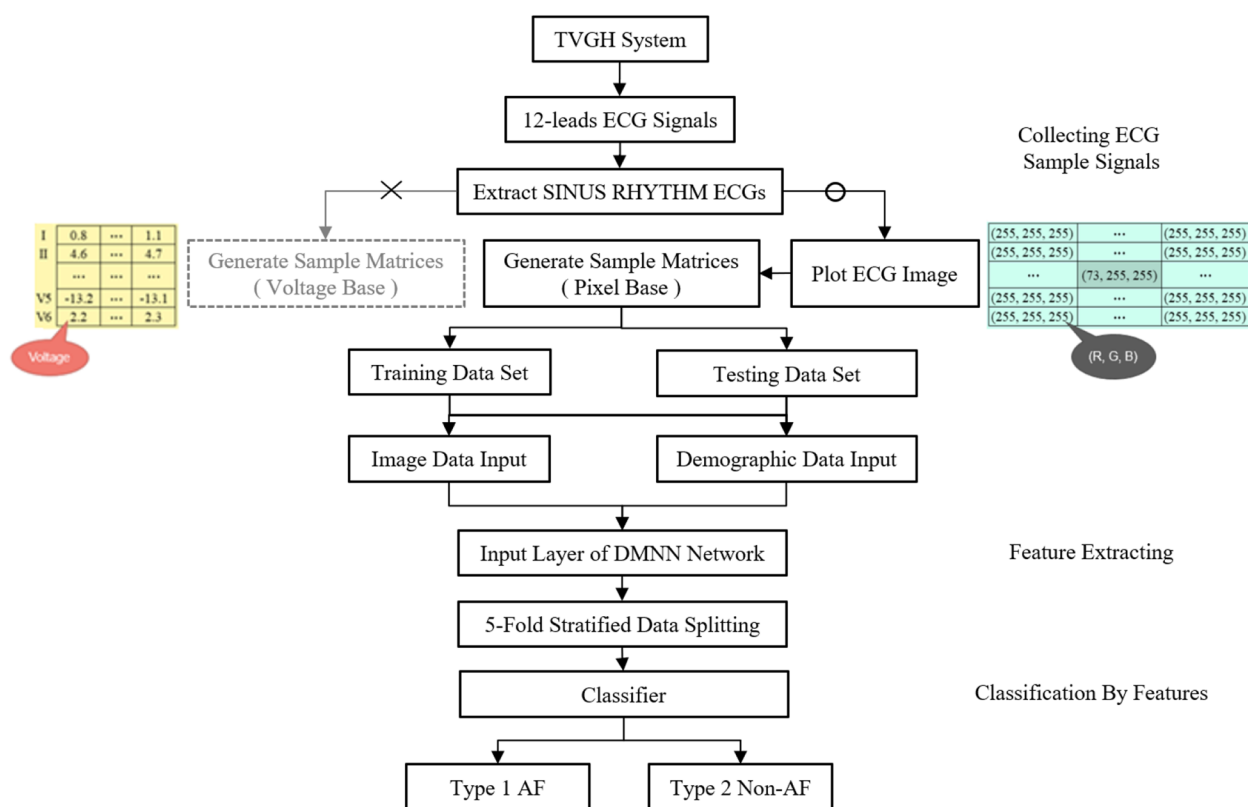 TVGH System
12-leads ECG Signals
Collecting ECG
Sample Signals
Extract SINUS RHYTHM ECGs
I 0.8 ... 1.1
II 4.6 ... 4.7
... ... ...
V5 -13.2 ... -13.1
V6 2.2 ... 2.3
Voltage
Generate Sample Matrices
( Voltage Base )
Generate Sample Matrices
( Pixel Base )
Plot ECG Image
(255, 255, 255) ... (255, 255, 255)
(255, 255, 255) ... (255, 255, 255)
... (73, 255, 255) ...
(255, 255, 255) ... (255, 255, 255)
(255, 255, 255) ... (255, 255, 255)
(R, G, B)
Training Data Set
Testing Data Set
Image Data Input
Demographic Data Input
Input Layer of DMNN Network
Feature Extracting
5-Fold Stratified Data Splitting
Classifier
Classification By Features
Type 1 AF
Type 2 Non-AF